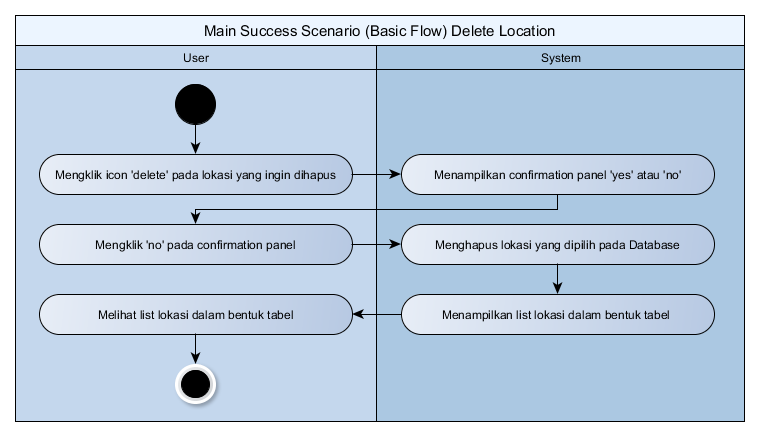 Main Success Scenario (Basic Flow) Delete Location
User
System
Mengklik icon 'delete' pada lokasi yang ingin dihapus
Menampilkan confirmation panel 'yes' atau 'no'
Mengklik 'no' pada confirmation panel
Menghapus lokasi yang dipilih pada Database
Melihat list lokasi dalam bentuk tabel
Menampilkan list lokasi dalam bentuk tabel